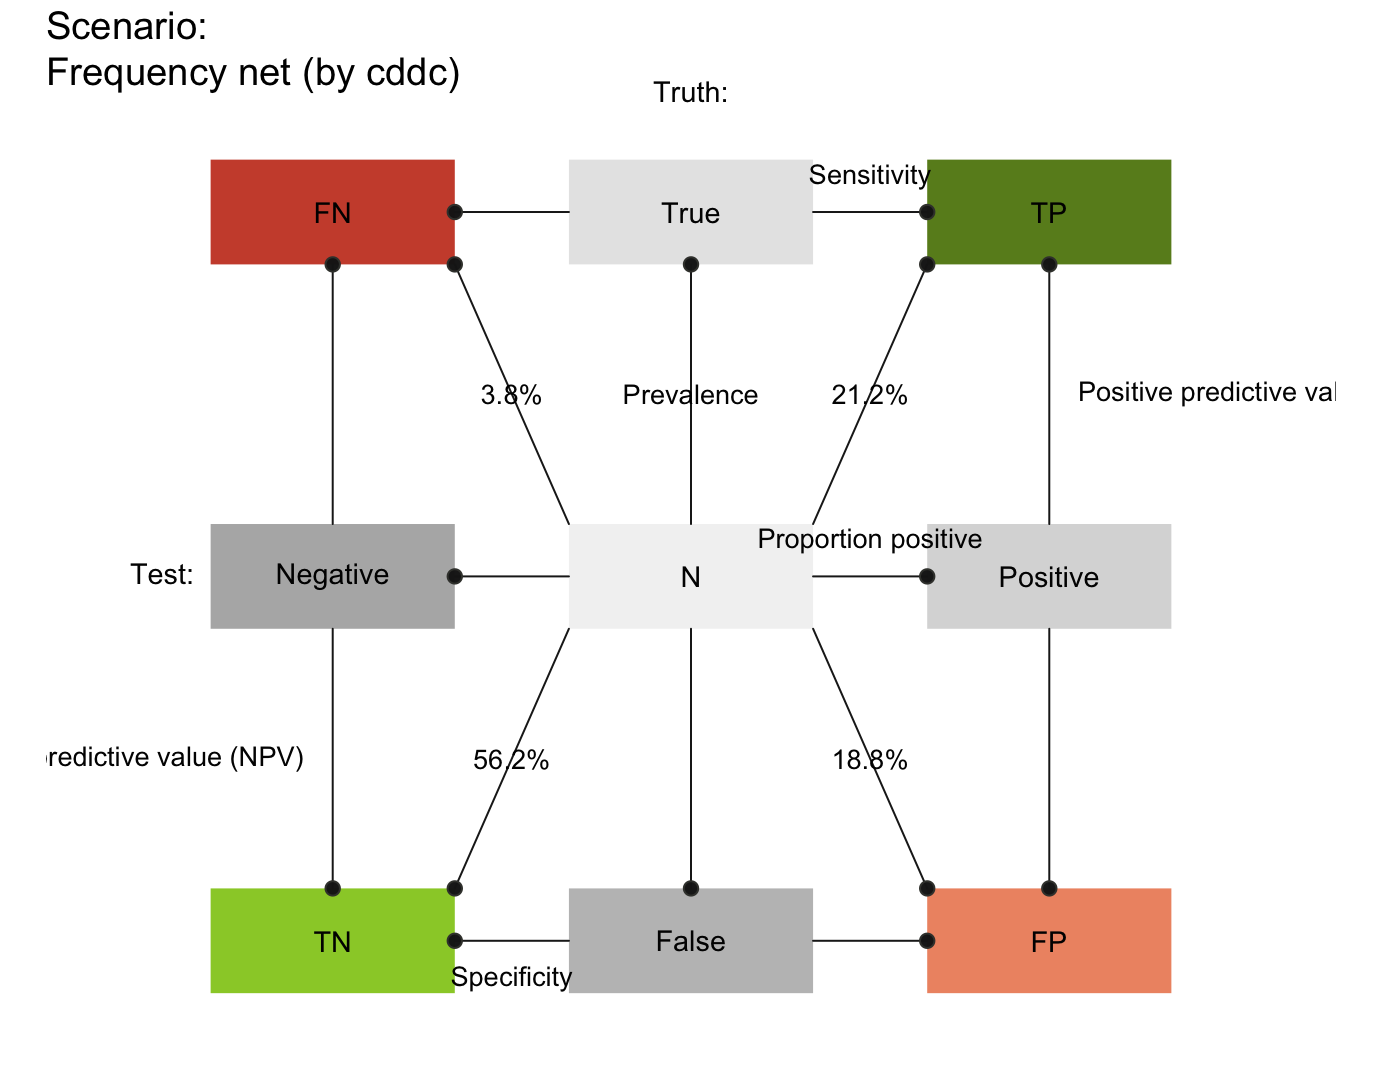 Scenario:
Frequency net (by cddc)
Truth:
Sensitivity
FN
True
TP
3.8%
Prevalence
21.2%
Positive predictive
Proportion positive
Test:
Negative
N
Positive
predictive value (NPV)
56.2%
18.8%
TN
False
FP
Specificity